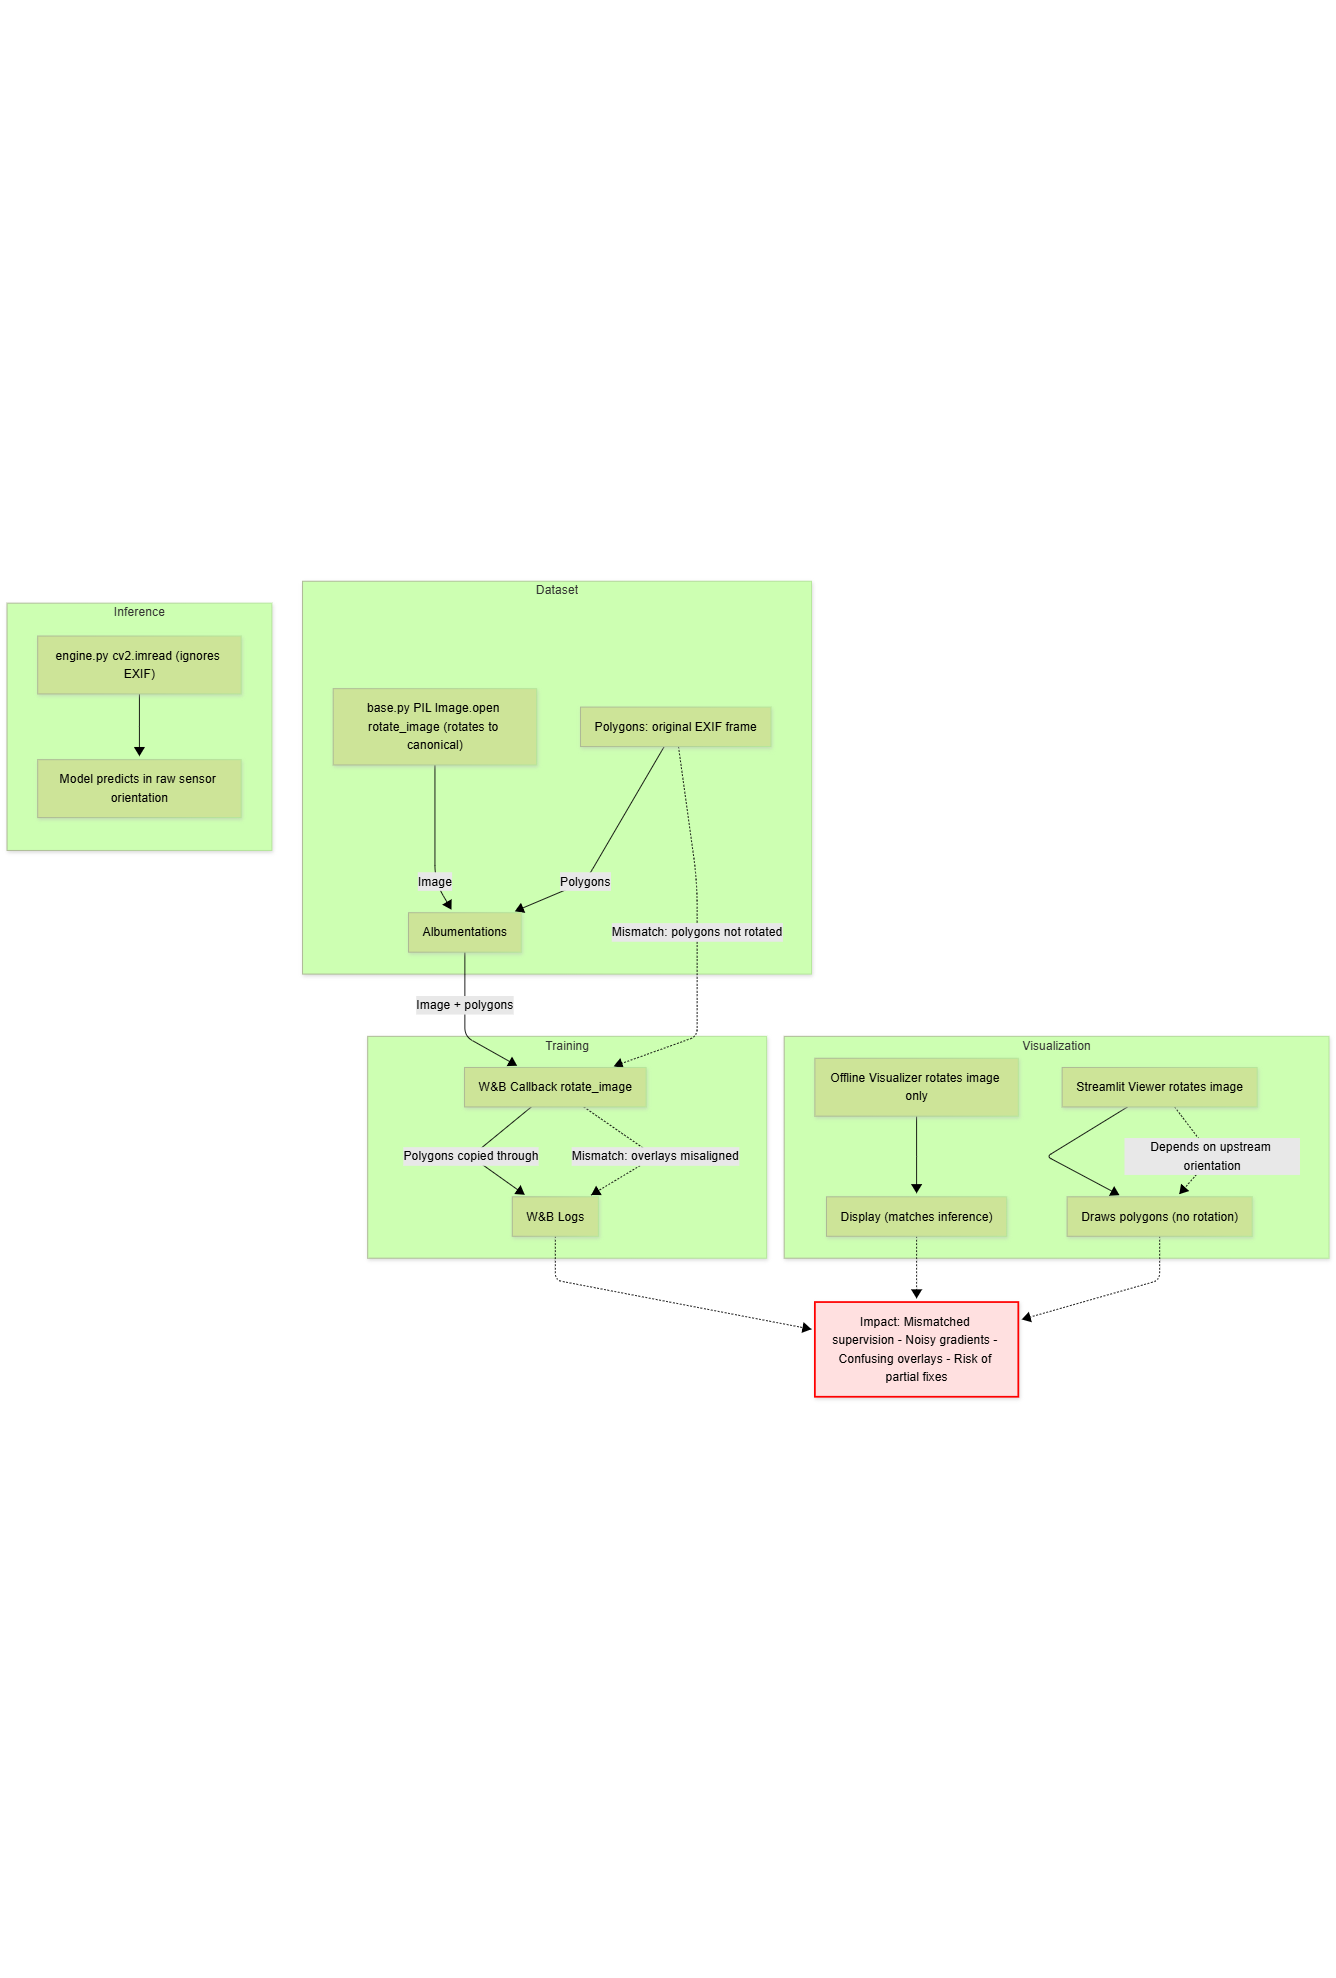 Inference
engine.py cv2.imread (ignores
EXIF)
Model predicts in raw sensor
orientation
Dataset
base.py PIL Image.open
rotate_image (rotates to
canonical)
Polygons: original EXIF frame
Image
Polygons
Albumentations
Mismatch: polygons not rotated
Image + polygons
Training
W&B Callback rotate_image
Polygons copied through
Mismatch: overlays misaligned
W&B Logs
Visualization
Offline Visualizer rotates image
only
Streamlit Viewer rotates image
Depends on upstream
orientation
Display (matches inference)
Draws polygons (no rotation)
Impact: Mismatched
supervision - Noisy gradients -
Confusing overlays - Risk of
partial fixes